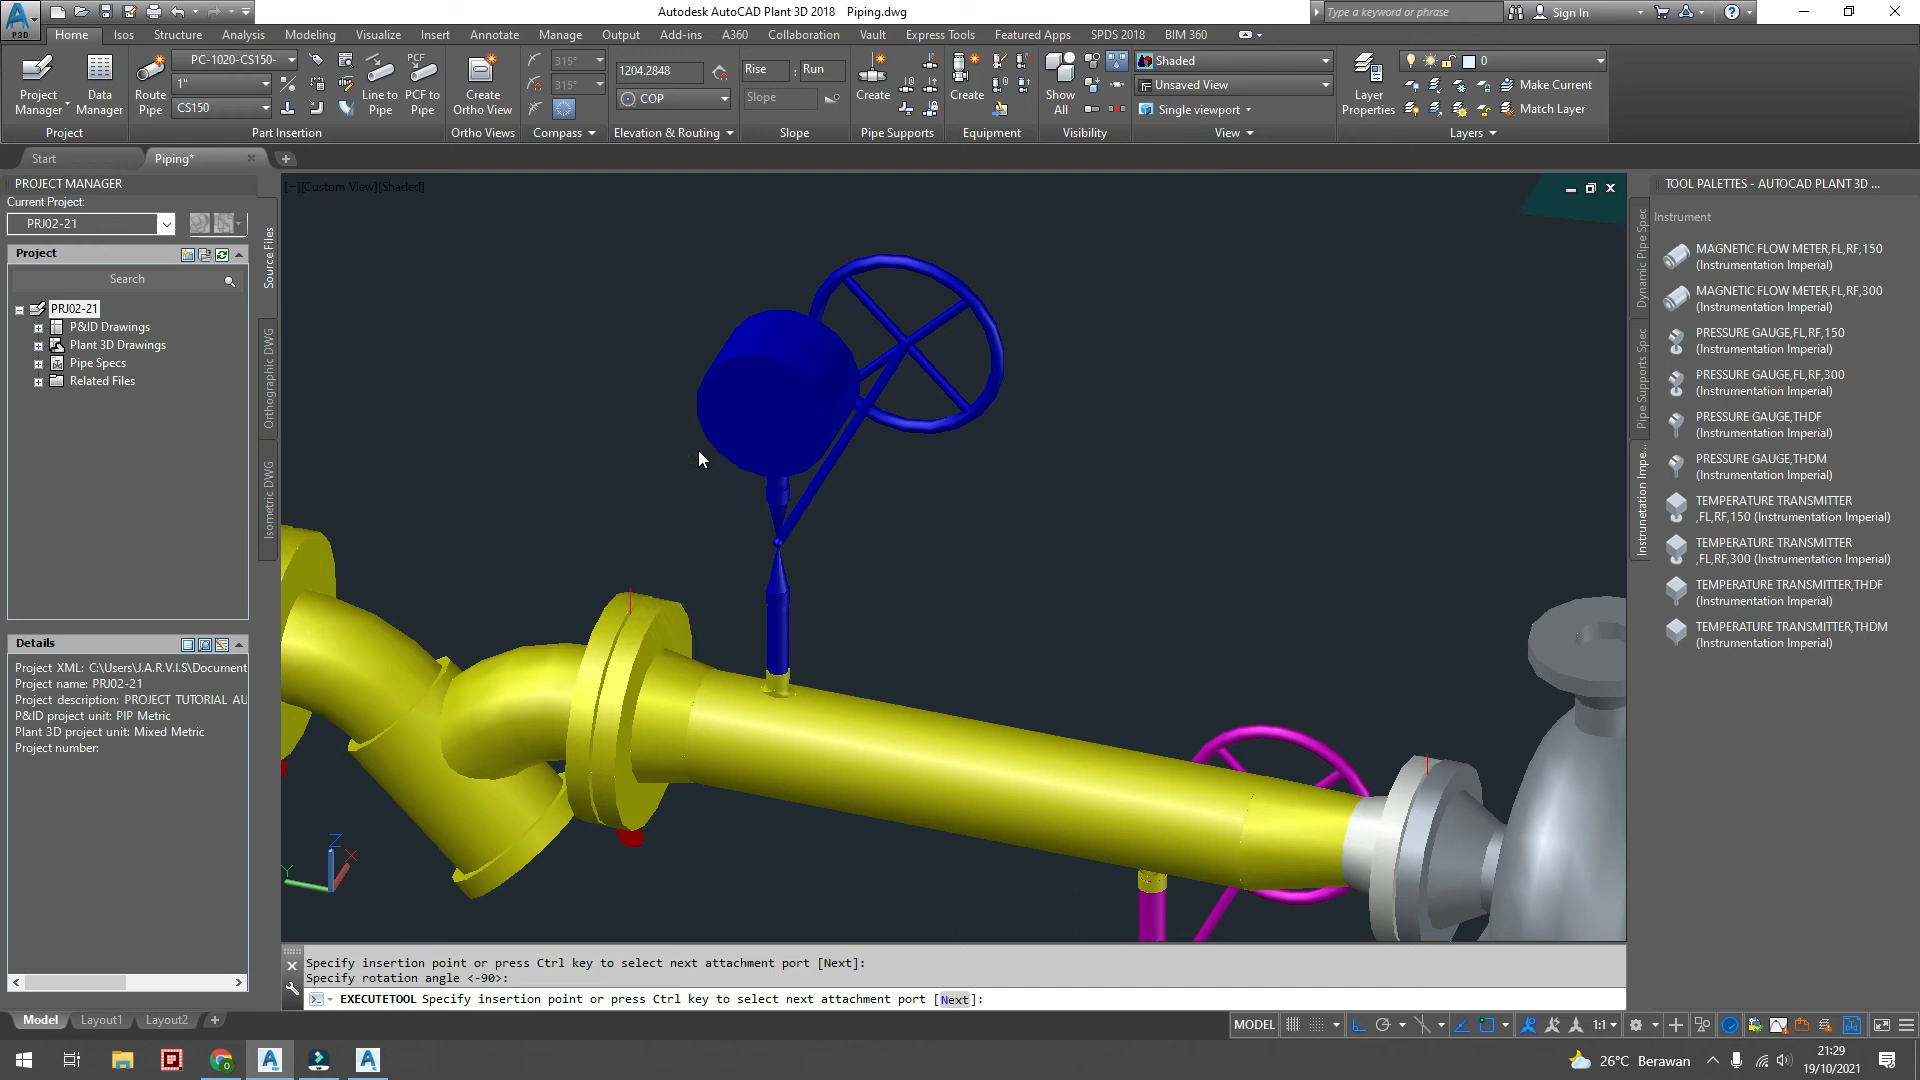 Autodesk AutoCAD Plant 3D 2018 Piping.dwg
Type a keyword or phrase
Sign In
P3D
Home Isos Structure Analysis Modeling Visualize Insert Annotate Manage Output Add-ins A360 Collaboration Vault Express Tools Featured Apps SPDS 2018 BIM 360
Project Manager
Data Manager
Project
Route Pipe
PC-1020-CS150-
1"
CS150
Line to Pipe
PCF to Pipe
PCF
Part Insertion
Create Ortho View
Ortho Views
315°
315°
Compass
1204.2848
COP
Elevation & Routing
Rise : Run
Slope
Slope
Create
Pipe Supports
Create
Equipment
Show All
Visibility
Shaded
Unsaved View
Single viewport
View
Layer Properties
0
Make Current
Match Layer
Layers
Start
Piping*
PROJECT MANAGER
Current Project:
PRJ02-21
Project
Search
PRJ02-21
P&ID Drawings
Plant 3D Drawings
Pipe Specs
Related Files
Source Files
Orthographic DWG
Isometric DWG
Details
Project XML: C:\Users\J.A.R.V.I.S\Document
Project name: PRJ02-21
Project description: PROJECT TUTORIAL AU
P&ID project unit: PIP Metric
Plant 3D project unit: Mixed Metric
Project number:
[−][Custom View][Shaded]
Z
X
Y
TOOL PALETTES - AUTOCAD PLANT 3D ...
Instrument
MAGNETIC FLOW METER,FL,RF,150
(Instrumentation Imperial)
MAGNETIC FLOW METER,FL,RF,300
(Instrumentation Imperial)
PRESSURE GAUGE,FL,RF,150
(Instrumentation Imperial)
PRESSURE GAUGE,FL,RF,300
(Instrumentation Imperial)
PRESSURE GAUGE,THDF
(Instrumentation Imperial)
PRESSURE GAUGE,THDM
(Instrumentation Imperial)
TEMPERATURE TRANSMITTER
,FL,RF,150 (Instrumentation Imperial)
TEMPERATURE TRANSMITTER
,FL,RF,300 (Instrumentation Imperial)
TEMPERATURE TRANSMITTER,THDF
(Instrumentation Imperial)
TEMPERATURE TRANSMITTER,THDM
(Instrumentation Imperial)
Dynamic Pipe Spec
Pipe Supports Spec
Instrunetation Impe...
Specify insertion point or press Ctrl key to select next attachment port [Next]:
Specify rotation angle <-90>:
EXECUTETOOL Specify insertion point or press Ctrl key to select next attachment port [Next]:
Model Layout1 Layout2
MODEL
1:1
26°C Berawan
21:29
19/10/2021